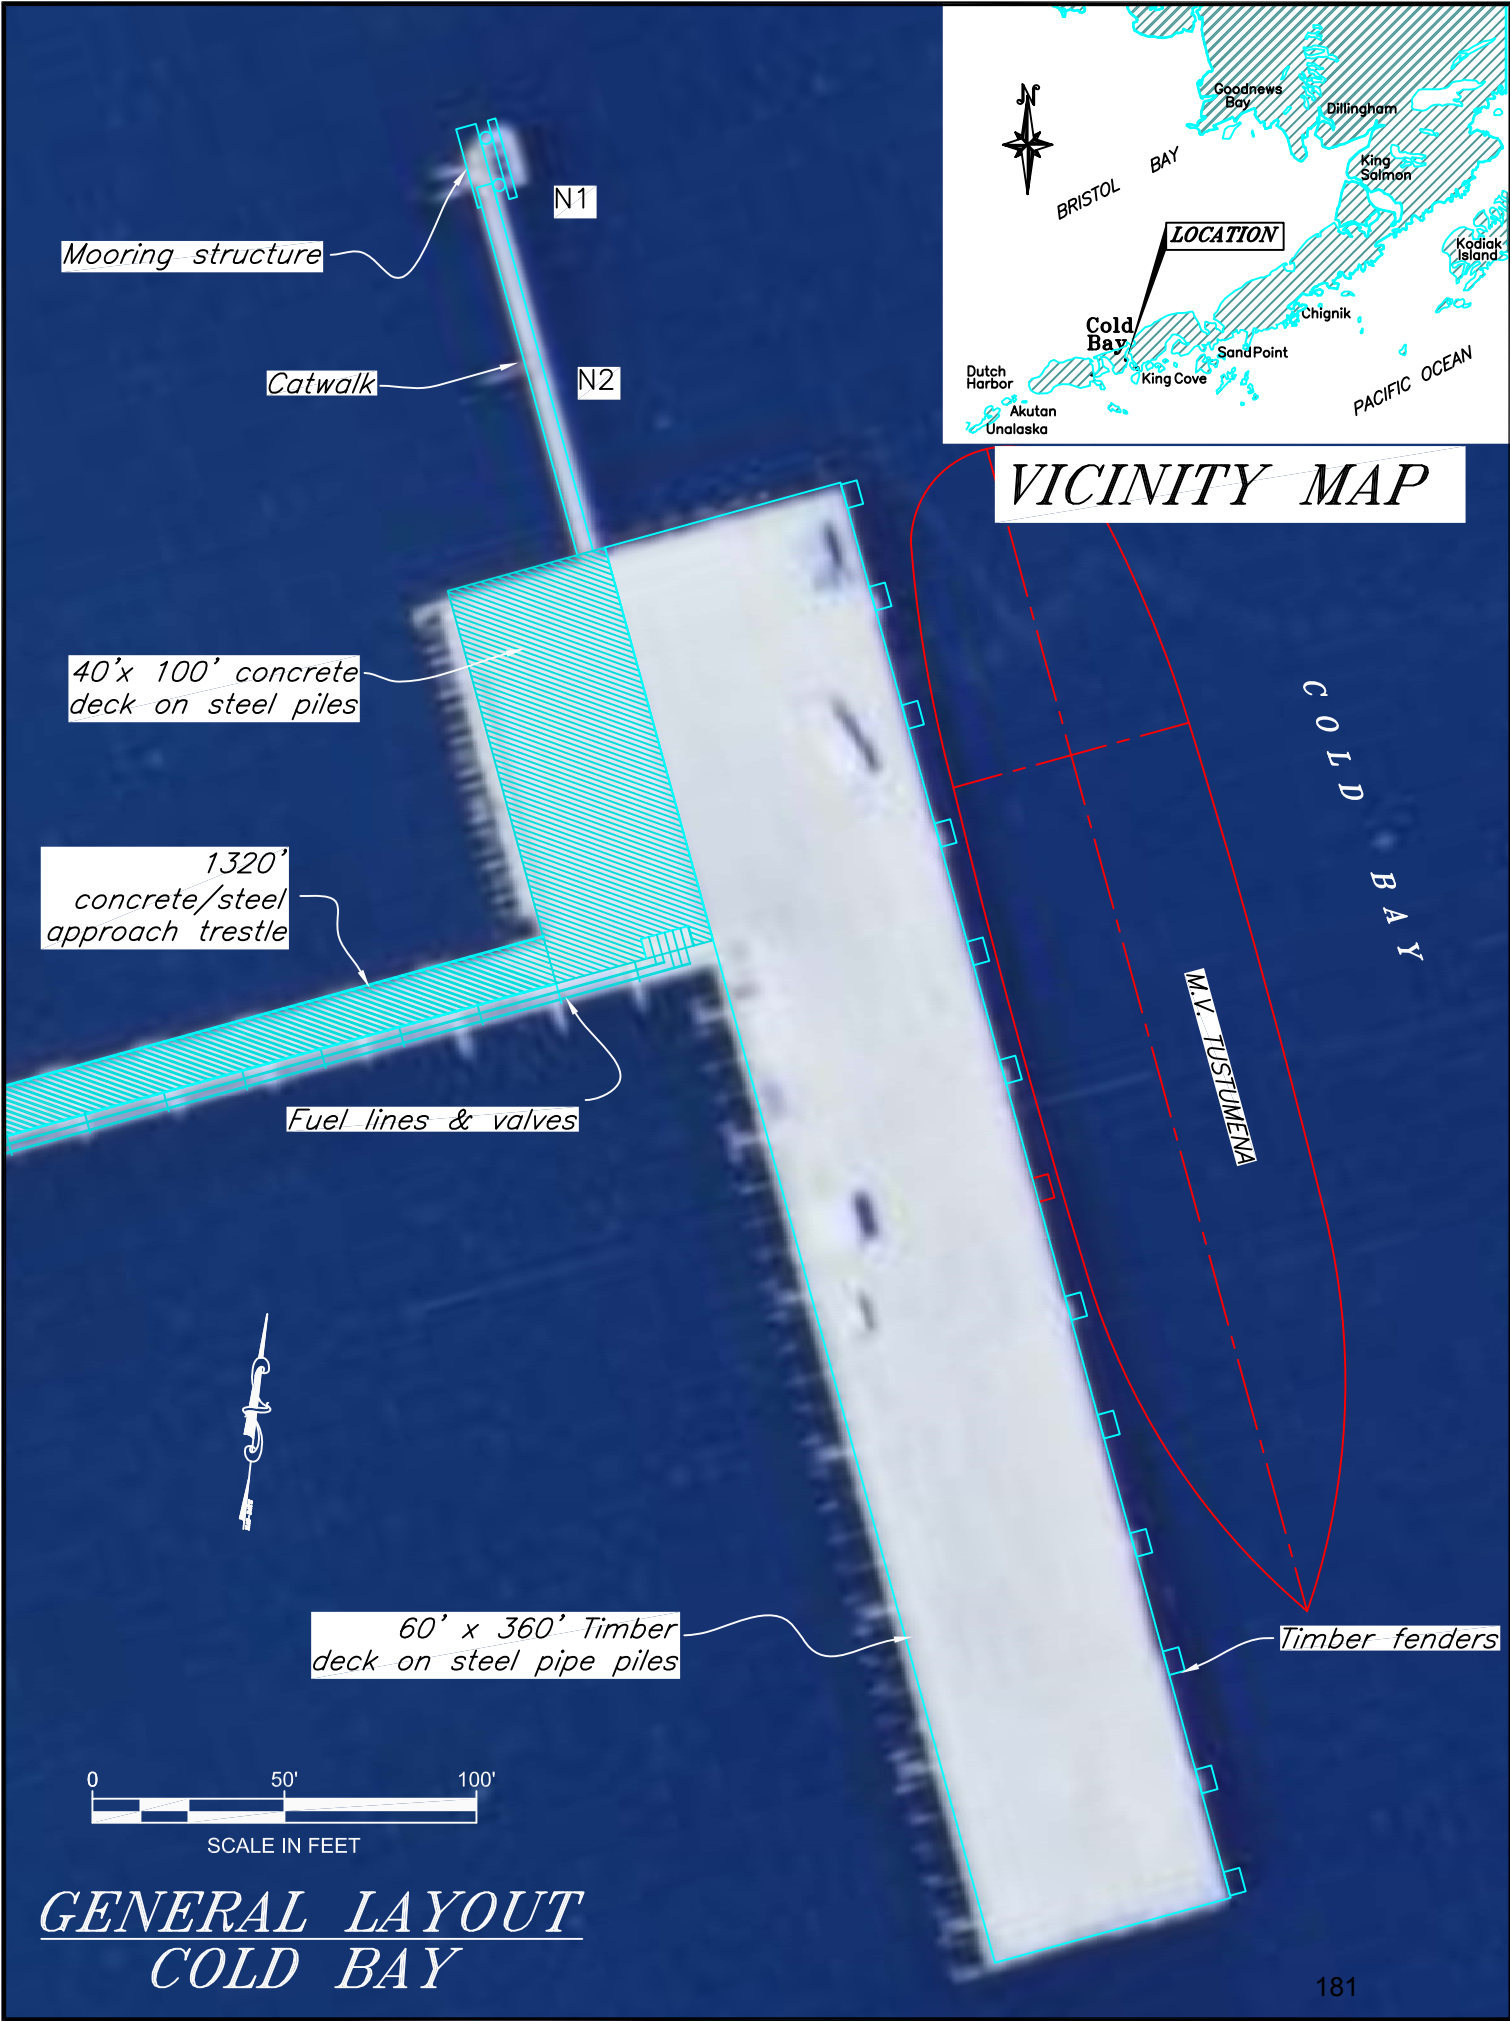 N
Goodnews
Bay
Dillingham
King
Salmon
BRISTOL BAY
LOCATION
Kodiak
Island
Cold
Bay
Chignik
Sand Point
King Cove
Dutch
Harbor
Akutan
Unalaska
PACIFIC OCEAN
VICINITY MAP
N1
Mooring structure
Catwalk
N2
40'x 100' concrete
deck on steel piles
COLD BAY
1320'
concrete/steel
approach trestle
M.V. TUSTUMENA
Fuel lines & valves
60' x 360' Timber
deck on steel pipe piles
Timber fenders
0 50' 100'
SCALE IN FEET
GENERAL LAYOUT
COLD BAY
181